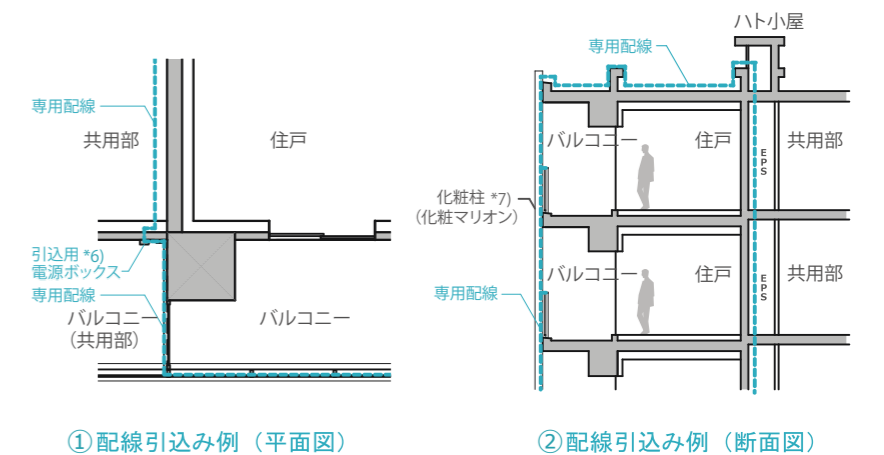 専用配線
共用部
住戸
引込用 *6)
電源ボックス
専用配線
バルコニー
（共用部）
バルコニー
①配線引込み例（平面図）
ハト小屋
専用配線
バルコニー
住戸
EPS
共用部
化粧柱 *7)
（化粧マリオン）
バルコニー
住戸
EPS
共用部
専用配線
②配線引込み例（断面図）